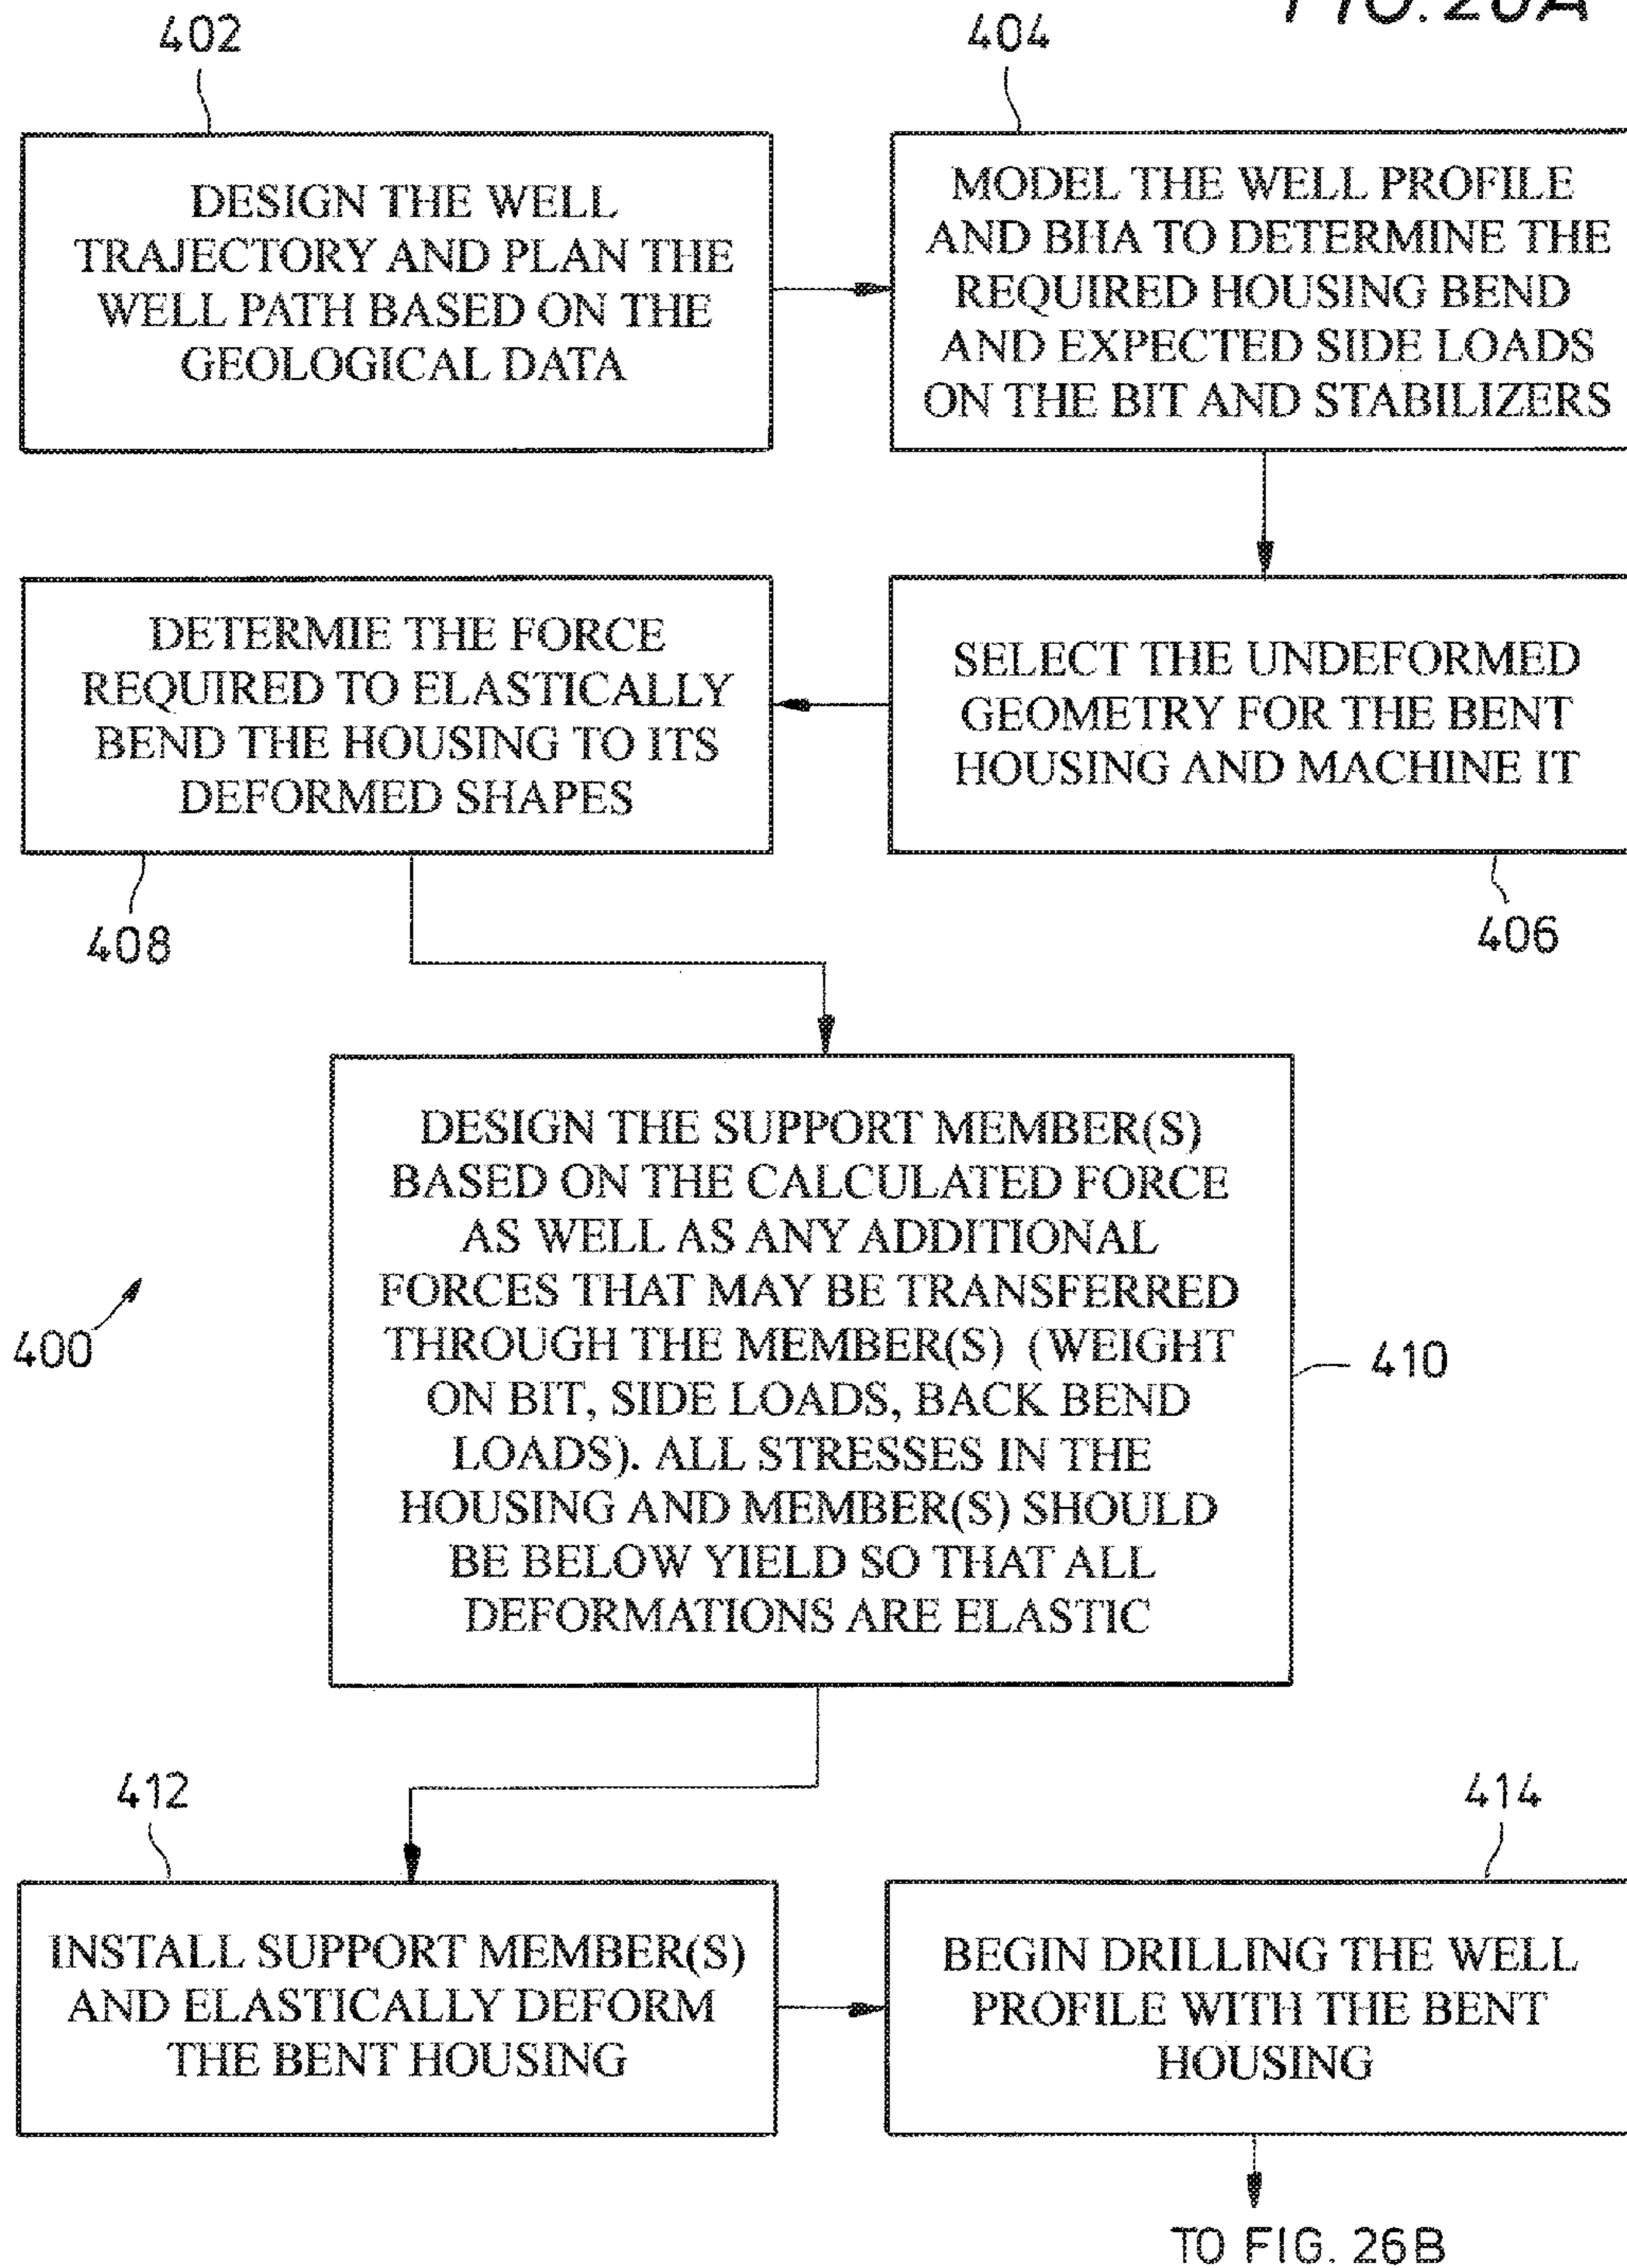 FIG. 26A
402
404
DESIGN THE WELL
TRAJECTORY AND PLAN THE
WELL PATH BASED ON THE
GEOLOGICAL DATA
MODEL THE WELL PROFILE
AND BHA TO DETERMINE THE
REQUIRED HOUSING BEND
AND EXPECTED SIDE LOADS
ON THE BIT AND STABILIZERS
SELECT THE UNDEFORMED
GEOMETRY FOR THE BENT
HOUSING AND MACHINE IT
406
DETERMIE THE FORCE
REQUIRED TO ELASTICALLY
BEND THE HOUSING TO ITS
DEFORMED SHAPES
408
DESIGN THE SUPPORT MEMBER(S)
BASED ON THE CALCULATED FORCE
AS WELL AS ANY ADDITIONAL
FORCES THAT MAY BE TRANSFERRED
THROUGH THE MEMBER(S) (WEIGHT
ON BIT, SIDE LOADS, BACK BEND
LOADS). ALL STRESSES IN THE
HOUSING AND MEMBER(S) SHOULD
BE BELOW YIELD SO THAT ALL
DEFORMATIONS ARE ELASTIC
400
410
412
414
INSTALL SUPPORT MEMBER(S)
AND ELASTICALLY DEFORM
THE BENT HOUSING
BEGIN DRILLING THE WELL
PROFILE WITH THE BENT
HOUSING
TO FIG. 26B